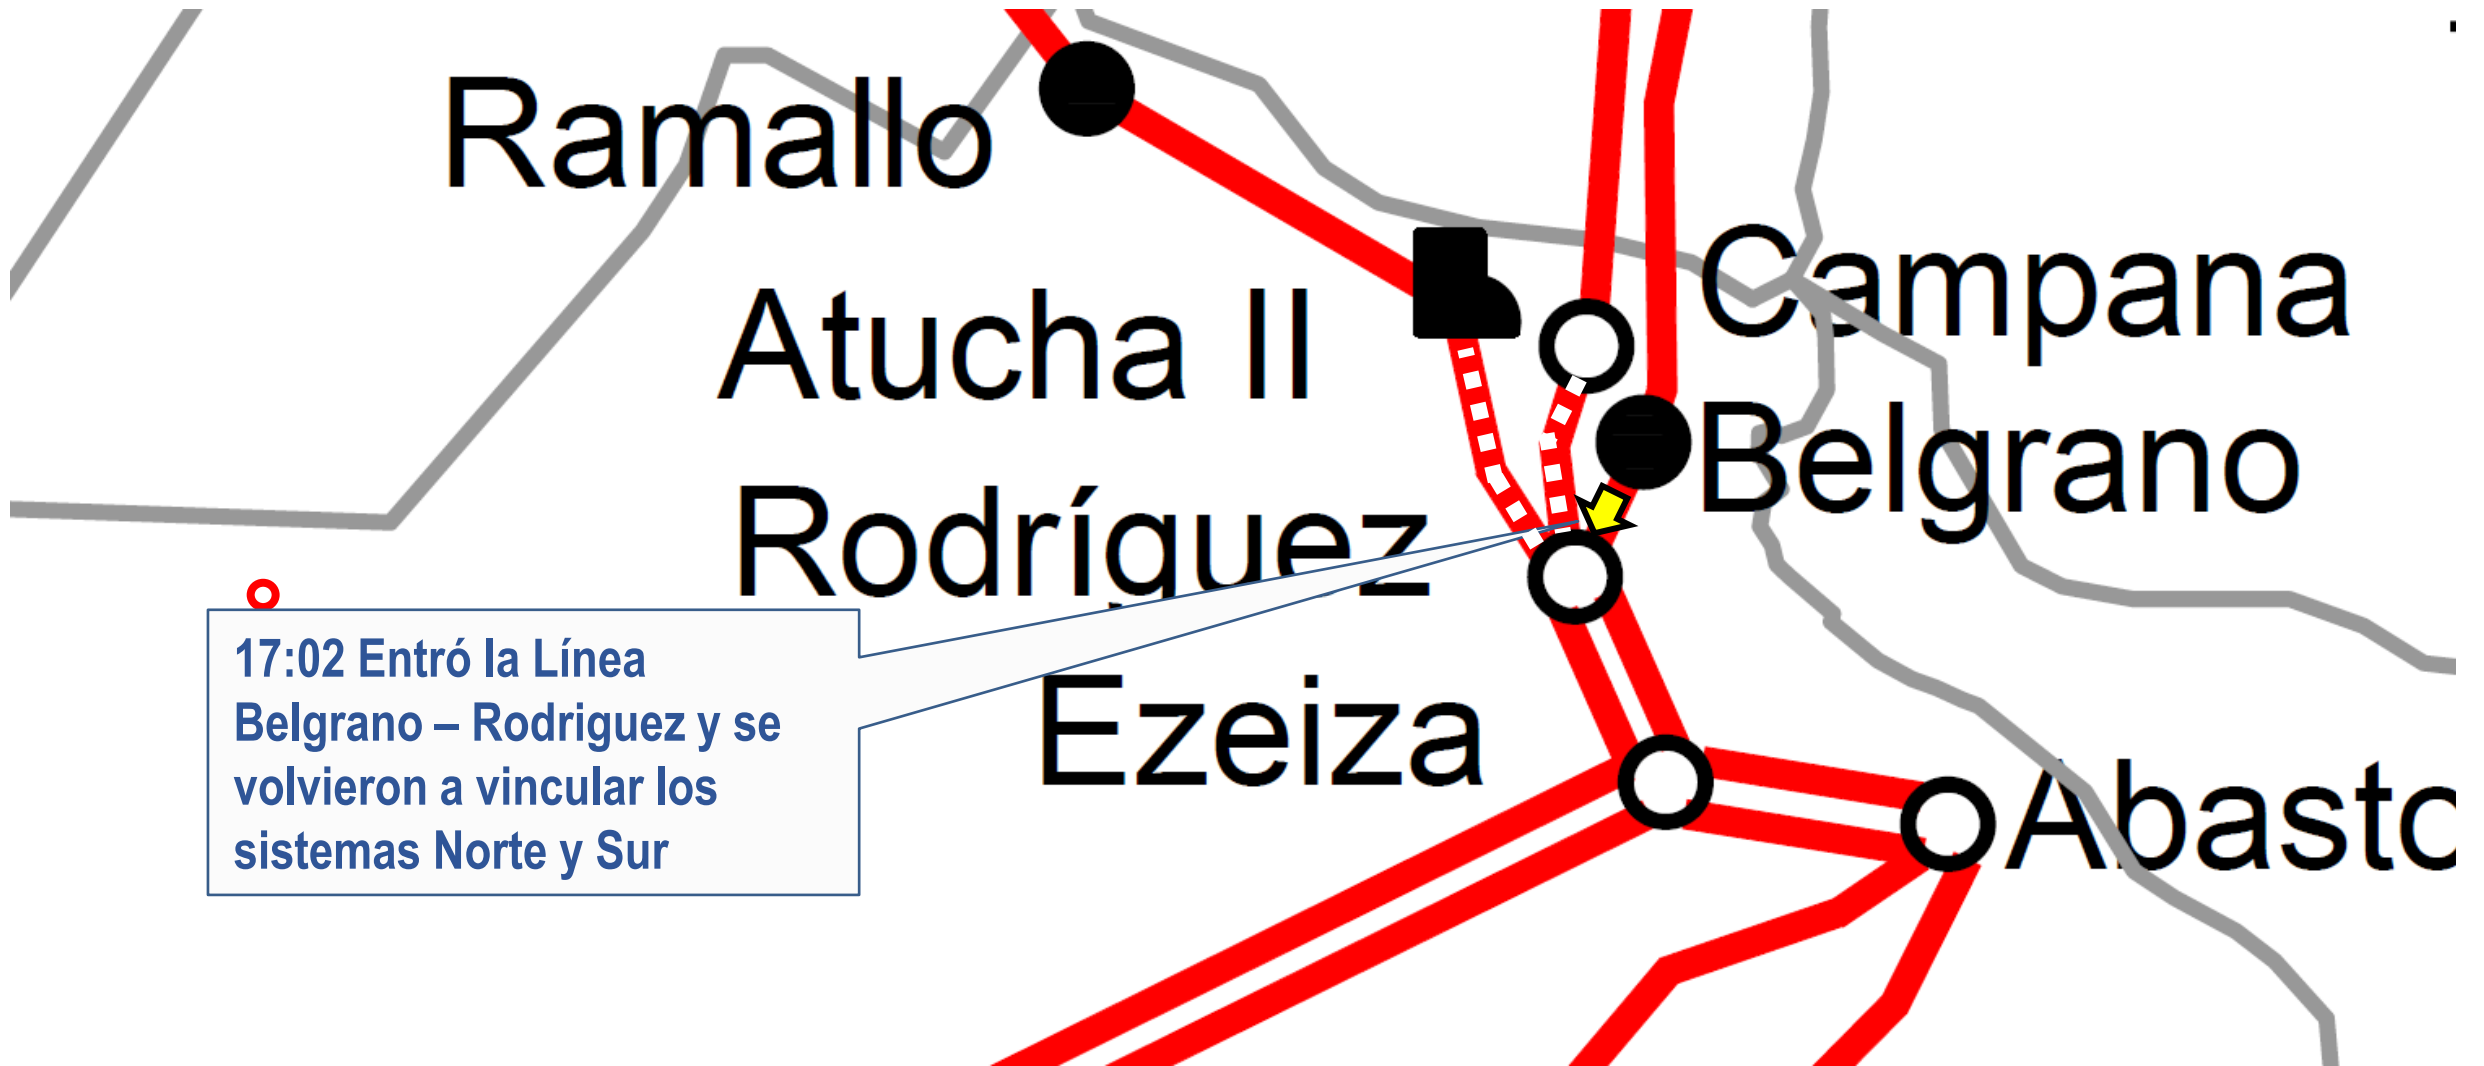 Ramallo
Campana
Atucha II
Belgrano
Rodríguez
17:02 Entró la Línea
Belgrano – Rodriguez y se
volvieron a vincular los
sistemas Norte y Sur
Ezeiza
Abasto